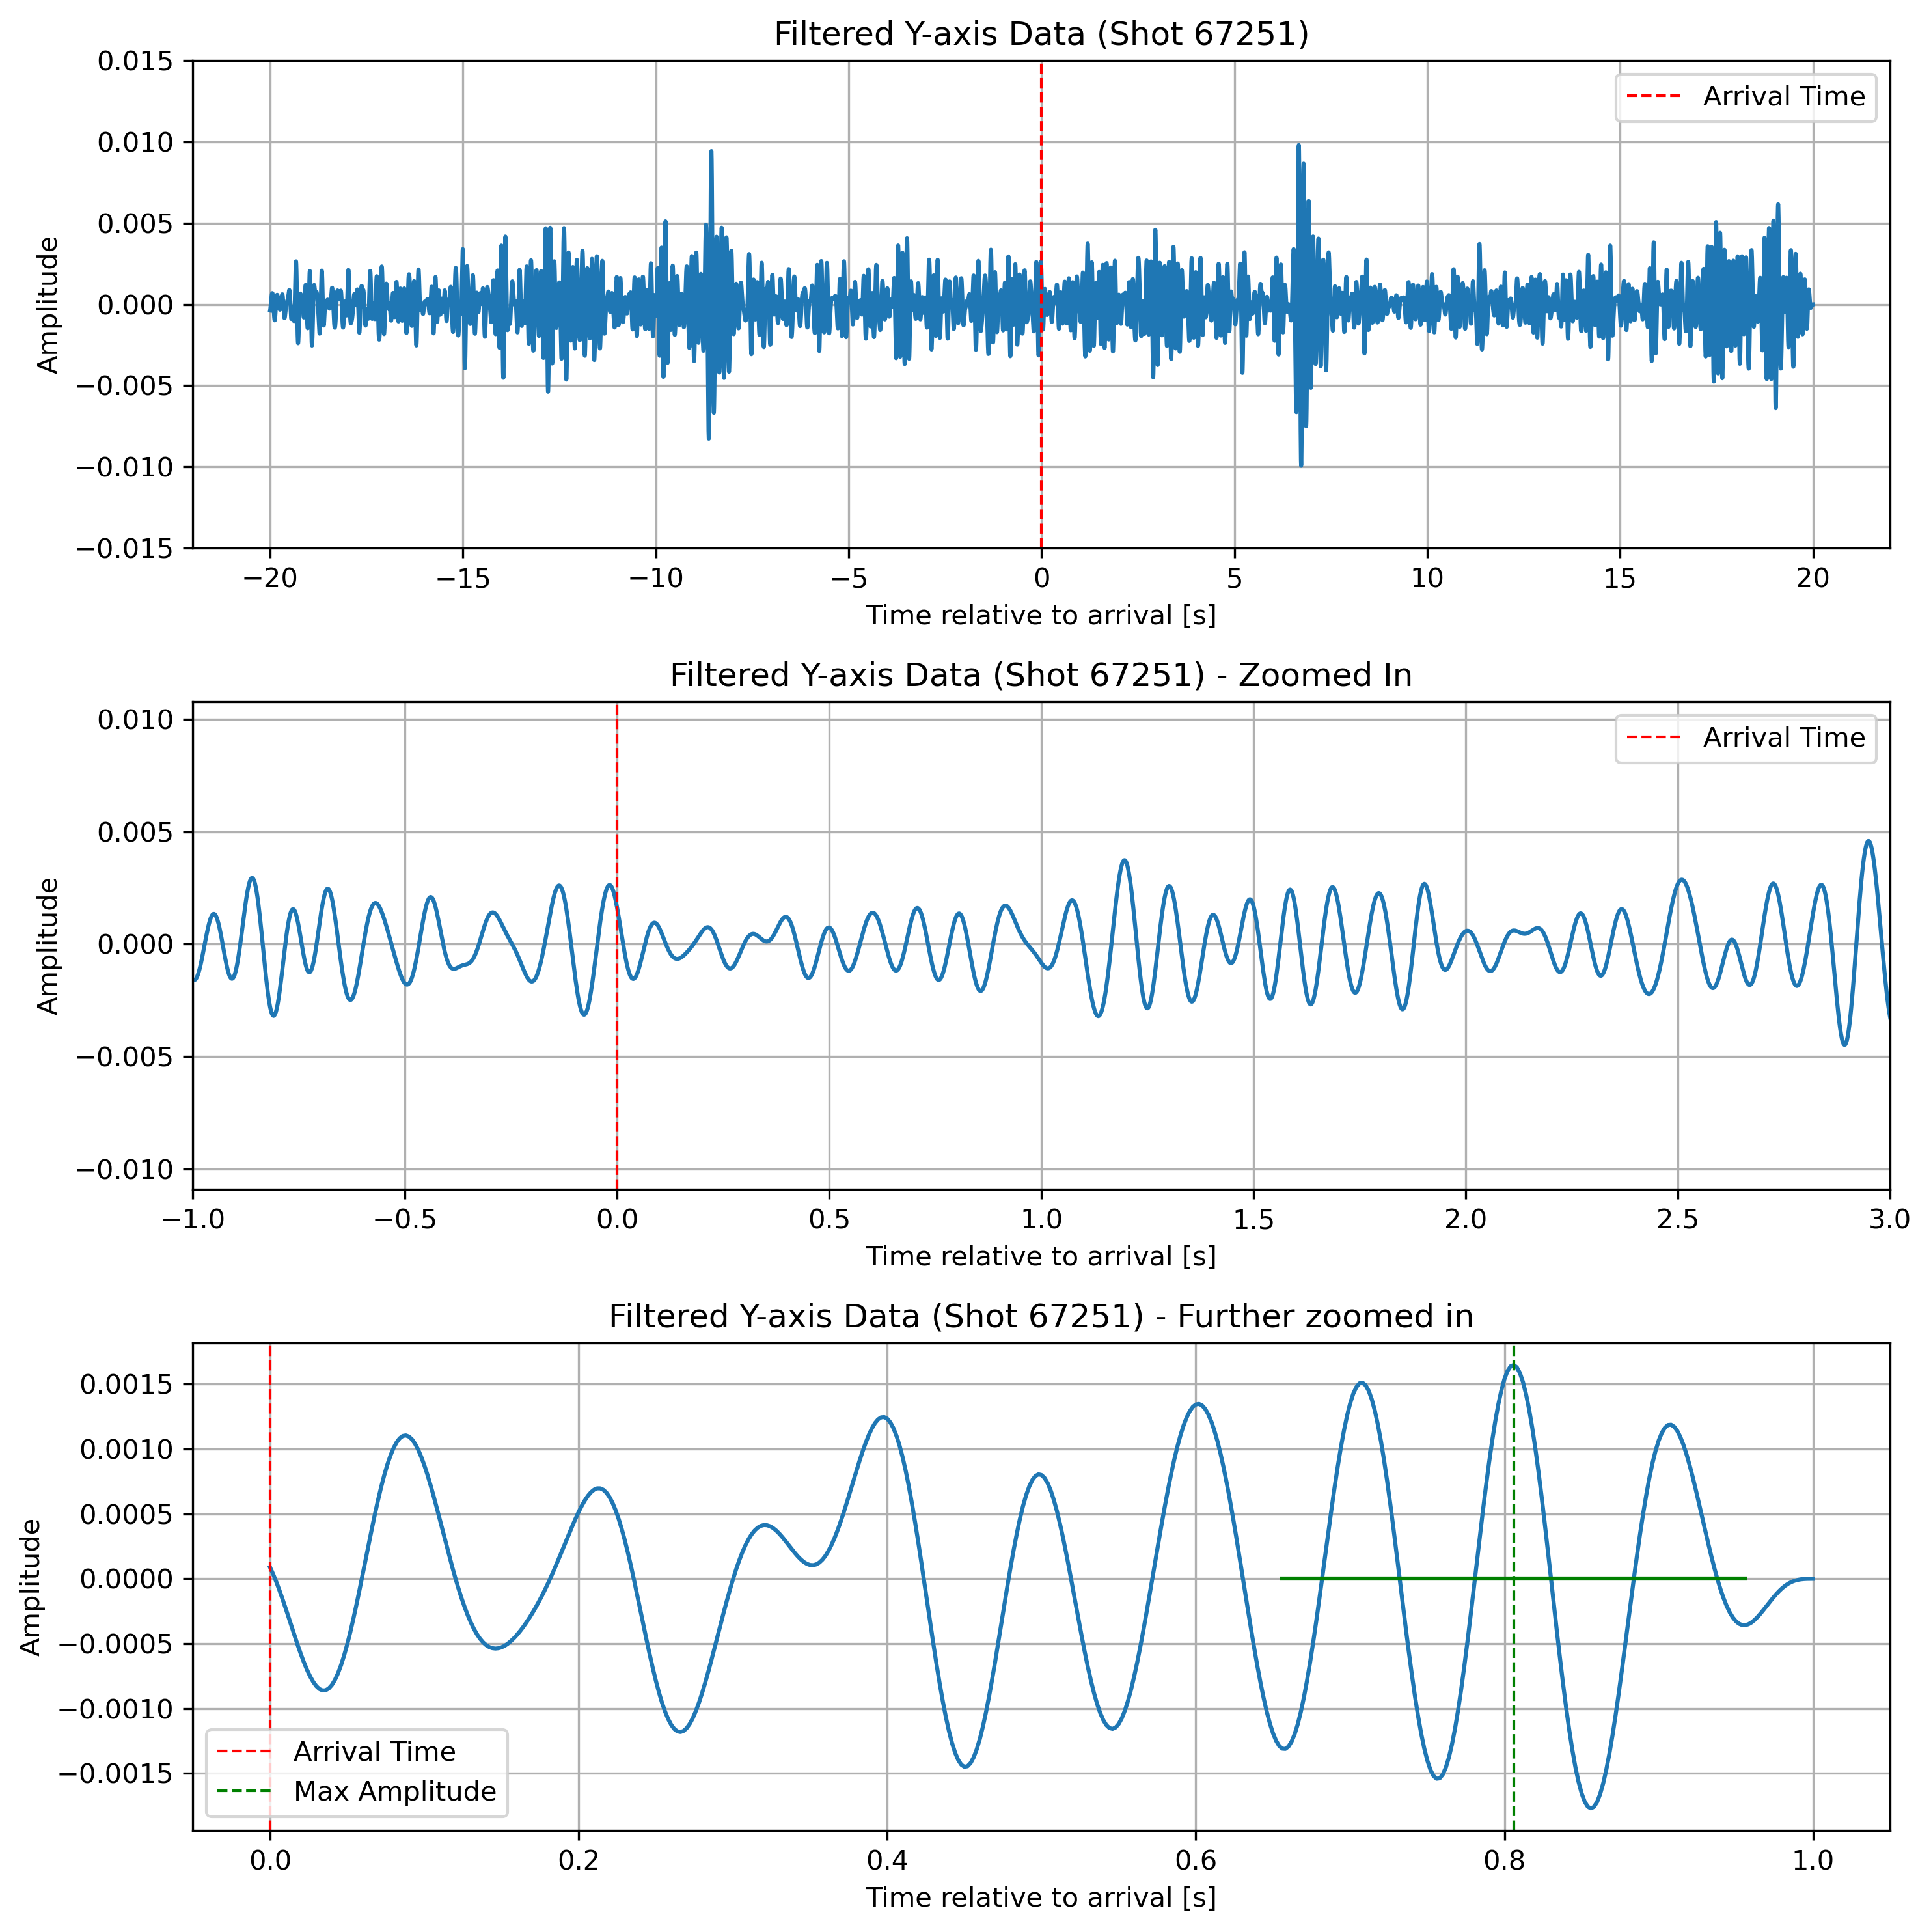 Filtered Y-axis Data (Shot 67251)
0.015
0.010
0.005
0.000
−0.005
−0.010
−0.015
Amplitude
Arrival Time
−20 −15 −10 −5 0 5 10 15 20
Time relative to arrival [s]
Filtered Y-axis Data (Shot 67251) - Zoomed In
0.010
0.005
0.000
−0.005
−0.010
Amplitude
Arrival Time
−1.0 −0.5 0.0 0.5 1.0 1.5 2.0 2.5 3.0
Time relative to arrival [s]
Filtered Y-axis Data (Shot 67251) - Further zoomed in
0.0015
0.0010
0.0005
0.0000
−0.0005
−0.0010
−0.0015
Amplitude
Arrival Time
Max Amplitude
0.0 0.2 0.4 0.6 0.8 1.0
Time relative to arrival [s]